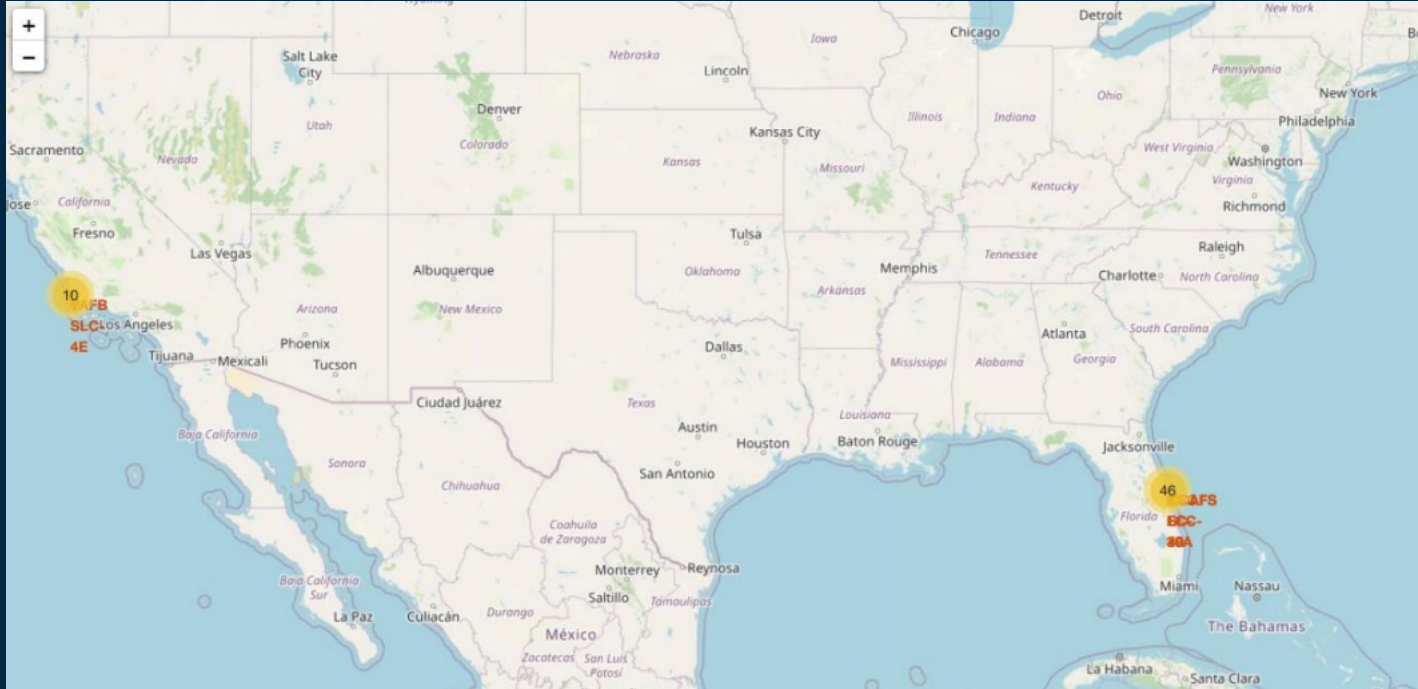 +
−
Wyoming
Salt Lake
City
Nebraska
Iowa
Chicago
Detroit
New York
Lincoln
Pennsylvania
New York
Denver
Utah
Colorado
Illinois
Indiana
Ohio
Philadelphia
Sacramento
Nevada
Kansas City
Kansas
Missouri
West Virginia
Washington
Virginia
California
Kentucky
Richmond
Fresno
Las Vegas
Tulsa
Raleigh
Albuquerque
Oklahoma
Memphis
Tennessee
Charlotte
North Carolina
Arkansas
10
Arizona
New Mexico
SLC-
4E
Los Angeles
Phoenix
Tucson
Tijuana
Mexicali
Dallas
Mississippi
Alabama
Atlanta
Georgia
South Carolina
Ciudad Juárez
Texas
Louisiana
Austin
Houston
Baton Rouge
Jacksonville
Baja California
Sonora
Chihuahua
San Antonio
46
Florida
Coahuila
de Zaragoza
Monterrey
Reynosa
Saltillo
Tamaulipas
Miami
Nassau
The Bahamas
Baja California
Sur
La Paz
Culiacán
Durango
México
Zacatecas
San Luis
Potosí
La Habana
Santa Clara